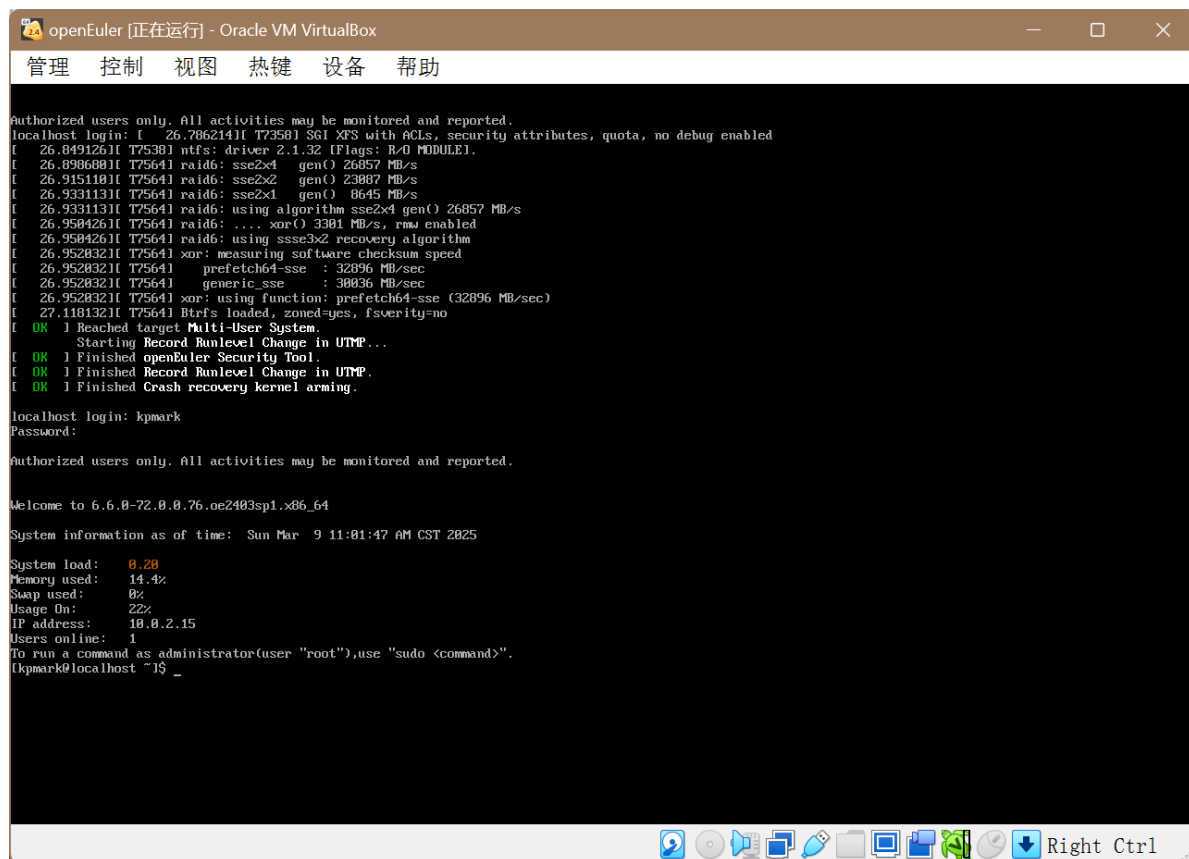 openEuler [正在运行] - Oracle VM VirtualBox
管理 控制 视图 热键 设备 帮助
Authorized users only. All activities may be monitored and reported.
localhost login: [   26.786214][ T7358] SGI XFS with ACLs, security attributes, quota, no debug enabled
[   26.849126][ T7538] ntfs: driver 2.1.32 [Flags: R/O MODULE].
[   26.898680][ T7564] raid6: sse2x4   gen() 26857 MB/s
[   26.915110][ T7564] raid6: sse2x2   gen() 23087 MB/s
[   26.933113][ T7564] raid6: sse2x1   gen()  8645 MB/s
[   26.933113][ T7564] raid6: using algorithm sse2x4 gen() 26857 MB/s
[   26.950426][ T7564] raid6: .... xor() 3301 MB/s, rmw enabled
[   26.950426][ T7564] raid6: using ssse3x2 recovery algorithm
[   26.952032][ T7564] xor: measuring software checksum speed
[   26.952032][ T7564]    prefetch64-sse  : 32896 MB/sec
[   26.952032][ T7564]    generic_sse     : 30036 MB/sec
[   26.952032][ T7564] xor: using function: prefetch64-sse (32896 MB/sec)
[   27.118132][ T7564] Btrfs loaded, zoned=yes, fsverity=no
[  OK  ] Reached target Multi-User System.
Starting Record Runlevel Change in UTMP...
[  OK  ] Finished openEuler Security Tool.
[  OK  ] Finished Record Runlevel Change in UTMP.
[  OK  ] Finished Crash recovery kernel arming.
localhost login: kpmark
Password:
Authorized users only. All activities may be monitored and reported.
Welcome to 6.6.0-72.0.0.76.oe2403sp1.x86_64
System information as of time:  Sun Mar  9 11:01:47 AM CST 2025
System load:    0.20
Memory used:    14.4%
Swap used:      0%
Usage On:       22%
IP address:     10.0.2.15
Users online:   1
To run a command as administrator(user "root"),use "sudo <command>".
[kpmark@localhost ~]$ _
Right Ctrl